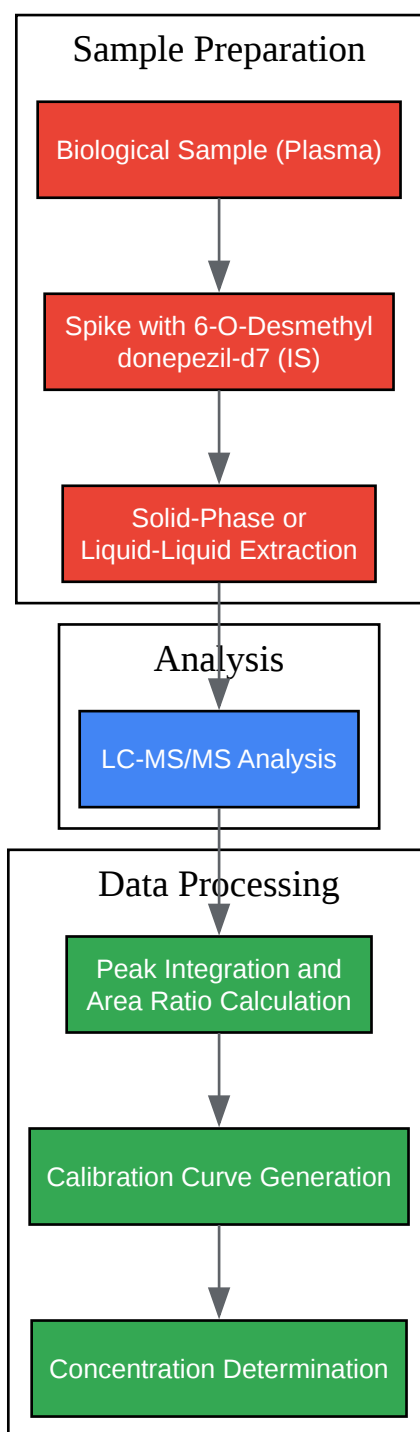 Sample Preparation
Biological Sample (Plasma)
Spike with 6-O-Desmethyl
donepezil-d7 (IS)
Solid-Phase or
Liquid-Liquid Extraction
Analysis
LC-MS/MS Analysis
Data Processing
Peak Integration and
Area Ratio Calculation
Calibration Curve Generation
Concentration Determination